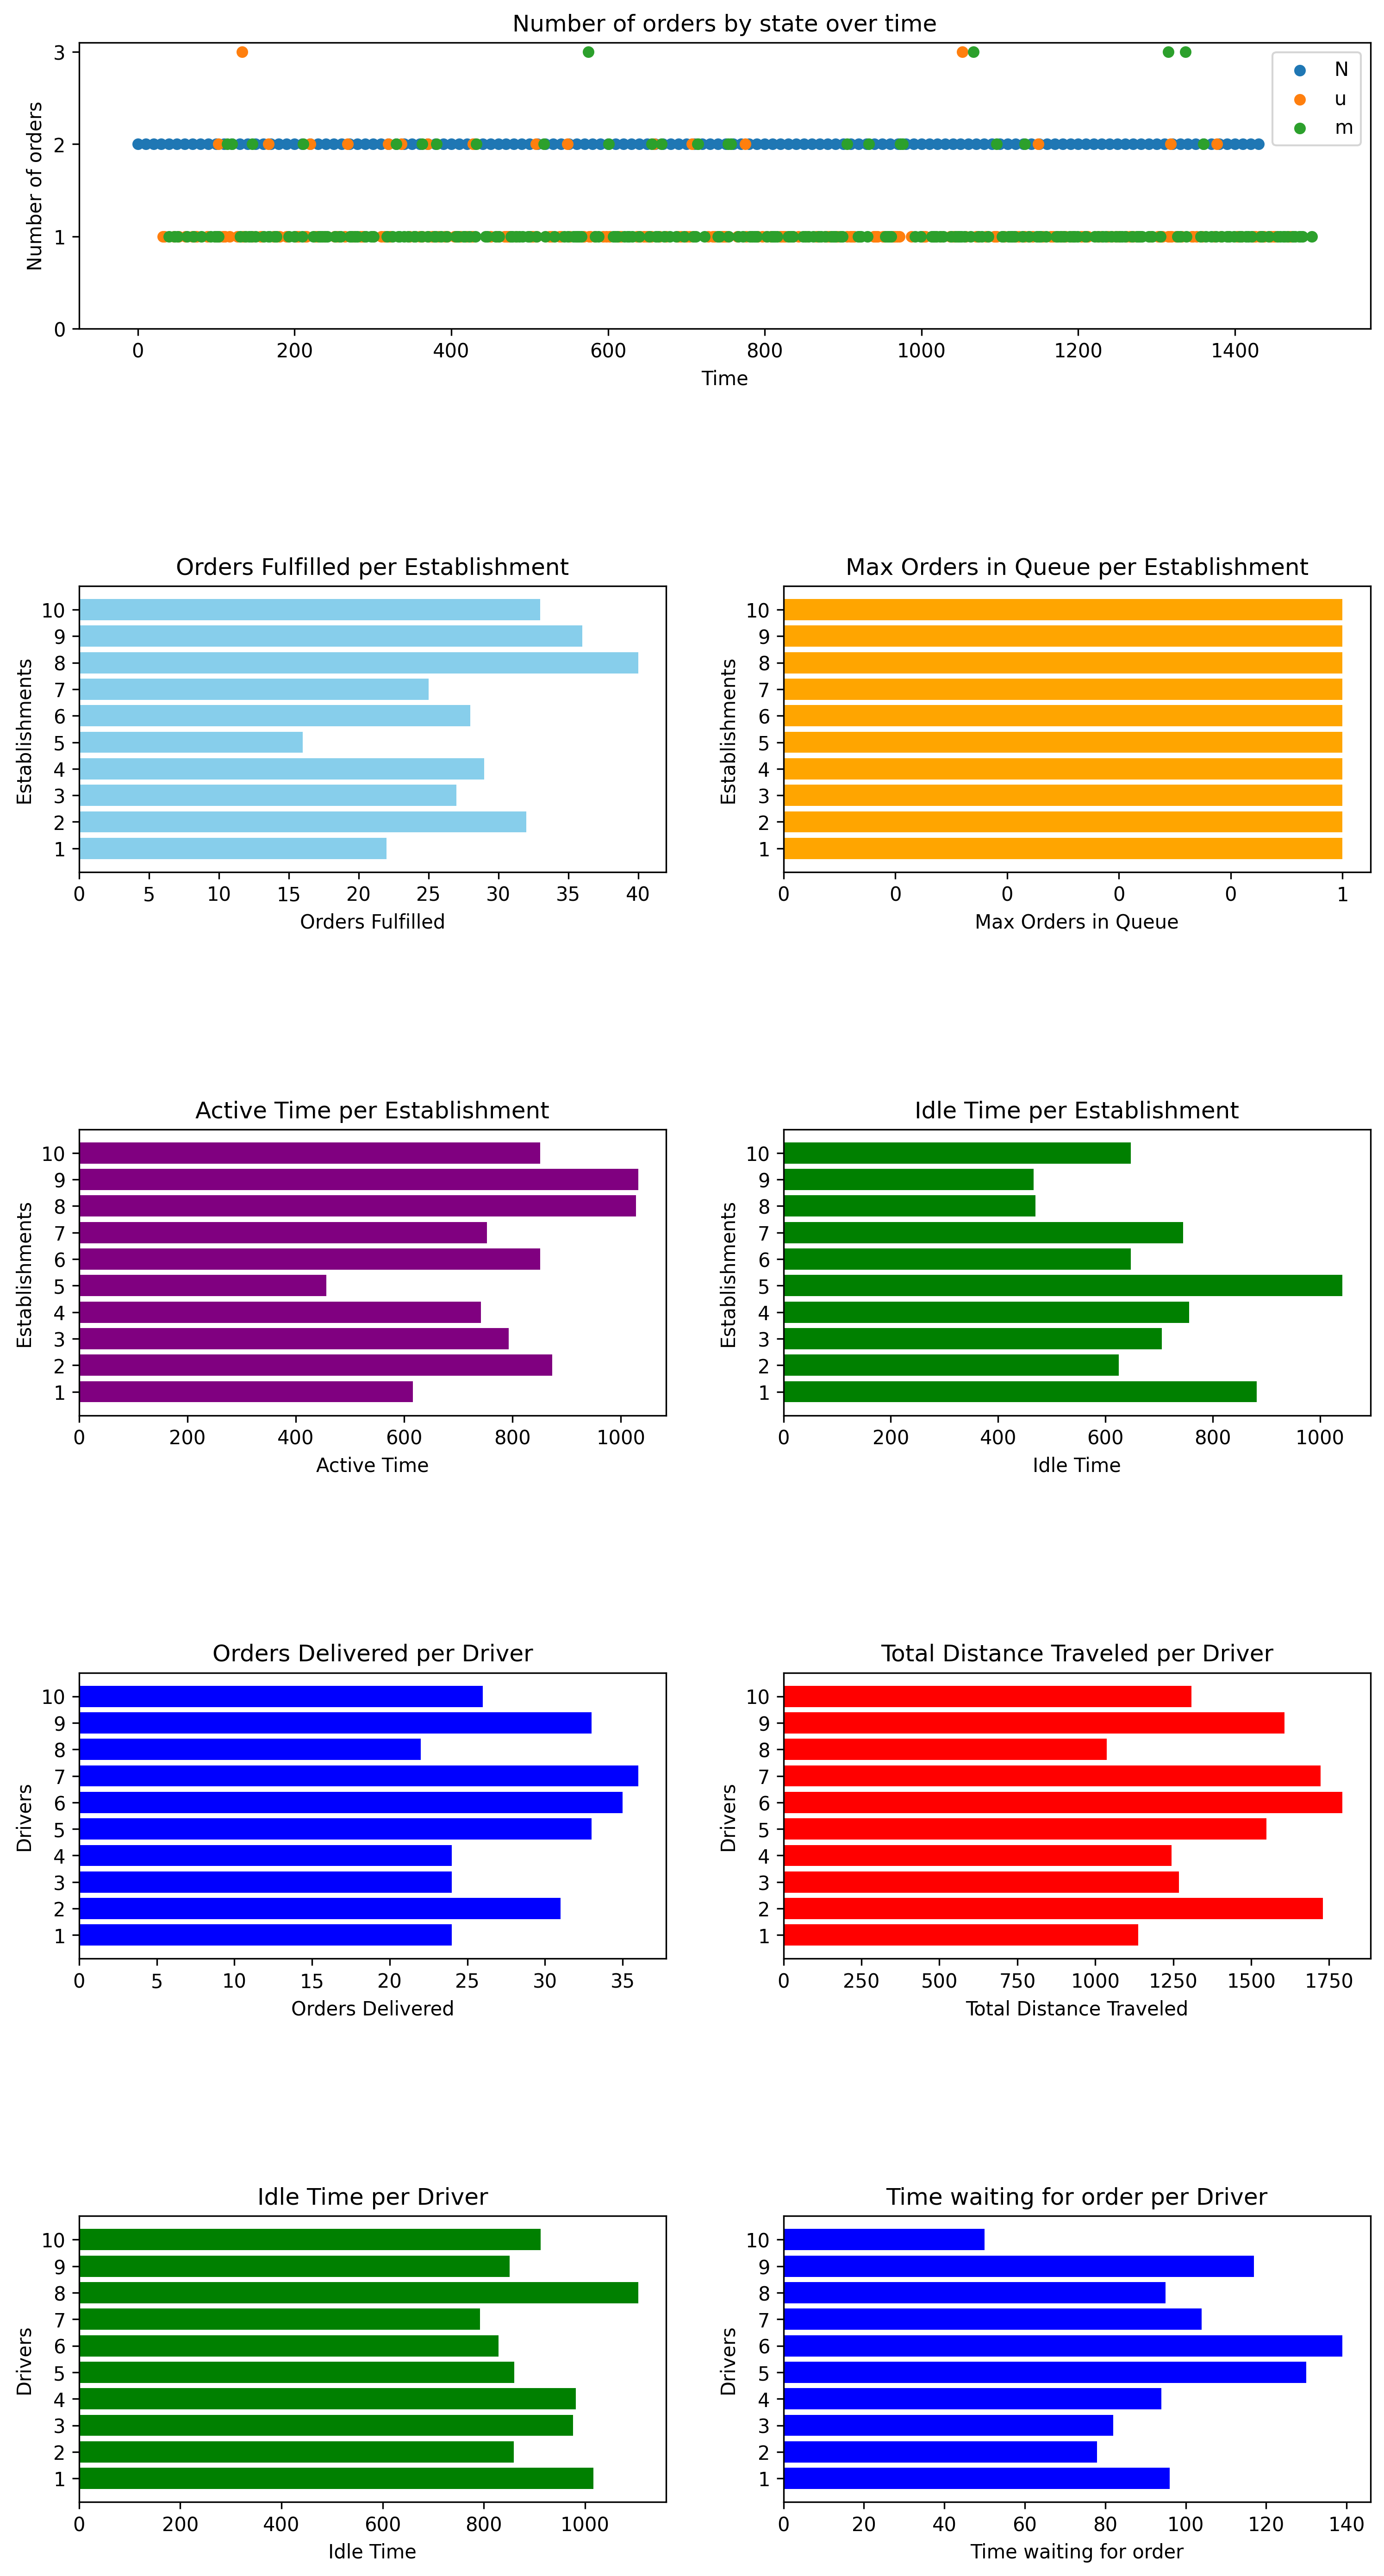 Number of orders by state over time
Number of orders
3
2
1
0
N
u
m
0 200 400 600 800 1000 1200 1400
Time
Orders Fulfilled per Establishment
Establishments
10
9
8
7
6
5
4
3
2
1
0 5 10 15 20 25 30 35 40
Orders Fulfilled
Max Orders in Queue per Establishment
Establishments
10
9
8
7
6
5
4
3
2
1
0 0 0 0 0 1
Max Orders in Queue
Active Time per Establishment
Establishments
10
9
8
7
6
5
4
3
2
1
0 200 400 600 800 1000
Active Time
Idle Time per Establishment
Establishments
10
9
8
7
6
5
4
3
2
1
0 200 400 600 800 1000
Idle Time
Orders Delivered per Driver
Drivers
10
9
8
7
6
5
4
3
2
1
0 5 10 15 20 25 30 35
Orders Delivered
Total Distance Traveled per Driver
Drivers
10
9
8
7
6
5
4
3
2
1
0 250 500 750 1000 1250 1500 1750
Total Distance Traveled
Idle Time per Driver
Drivers
10
9
8
7
6
5
4
3
2
1
0 200 400 600 800 1000
Idle Time
Time waiting for order per Driver
Drivers
10
9
8
7
6
5
4
3
2
1
0 20 40 60 80 100 120 140
Time waiting for order